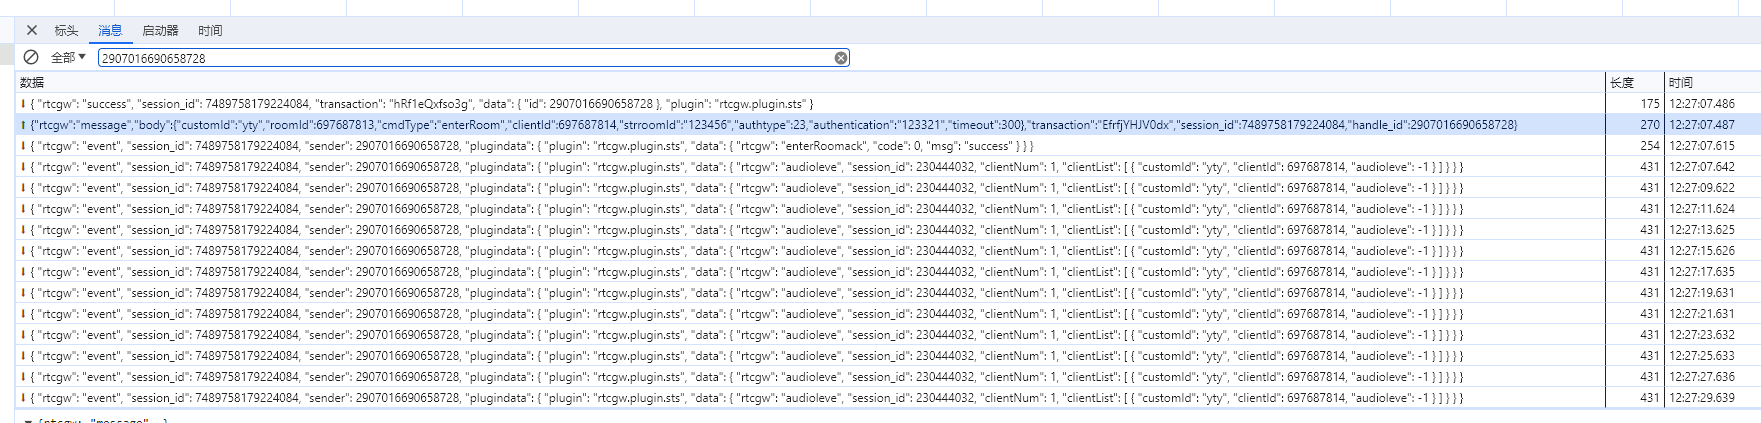 标头 消息 启动器 时间
全部 2907016690658728
数据 长度 时间
{ "rtcgw": "success", "session_id": 7489758179224084, "transaction": "hRf1eQxfso3g", "data": { "id": 2907016690658728 }, "plugin": "rtcgw.plugin.sts" } 175 12:27:07.486
{"rtcgw":"message","body":{"customId":"yty","roomId":697687813,"cmdType":"enterRoom","clientId":697687814,"strroomId":"123456","authtype":23,"authentication":"123321","timeout":300},"transaction":"EfrfjYHJV0dx","session_id":7489758179224084,"handle_id":2907016690658728} 270 12:27:07.487
{ "rtcgw": "event", "session_id": 7489758179224084, "sender": 2907016690658728, "plugindata": { "plugin": "rtcgw.plugin.sts", "data": { "rtcgw": "enterRoomack", "code": 0, "msg": "success" } } } 254 12:27:07.615
{ "rtcgw": "event", "session_id": 7489758179224084, "sender": 2907016690658728, "plugindata": { "plugin": "rtcgw.plugin.sts", "data": { "rtcgw": "audioleve", "session_id": 230444032, "clientNum": 1, "clientList": [ { "customId": "yty", "clientId": 697687814, "audioleve": -1 } ] } } } 431 12:27:07.642
{ "rtcgw": "event", "session_id": 7489758179224084, "sender": 2907016690658728, "plugindata": { "plugin": "rtcgw.plugin.sts", "data": { "rtcgw": "audioleve", "session_id": 230444032, "clientNum": 1, "clientList": [ { "customId": "yty", "clientId": 697687814, "audioleve": -1 } ] } } } 431 12:27:09.622
{ "rtcgw": "event", "session_id": 7489758179224084, "sender": 2907016690658728, "plugindata": { "plugin": "rtcgw.plugin.sts", "data": { "rtcgw": "audioleve", "session_id": 230444032, "clientNum": 1, "clientList": [ { "customId": "yty", "clientId": 697687814, "audioleve": -1 } ] } } } 431 12:27:11.624
{ "rtcgw": "event", "session_id": 7489758179224084, "sender": 2907016690658728, "plugindata": { "plugin": "rtcgw.plugin.sts", "data": { "rtcgw": "audioleve", "session_id": 230444032, "clientNum": 1, "clientList": [ { "customId": "yty", "clientId": 697687814, "audioleve": -1 } ] } } } 431 12:27:13.625
{ "rtcgw": "event", "session_id": 7489758179224084, "sender": 2907016690658728, "plugindata": { "plugin": "rtcgw.plugin.sts", "data": { "rtcgw": "audioleve", "session_id": 230444032, "clientNum": 1, "clientList": [ { "customId": "yty", "clientId": 697687814, "audioleve": -1 } ] } } } 431 12:27:15.626
{ "rtcgw": "event", "session_id": 7489758179224084, "sender": 2907016690658728, "plugindata": { "plugin": "rtcgw.plugin.sts", "data": { "rtcgw": "audioleve", "session_id": 230444032, "clientNum": 1, "clientList": [ { "customId": "yty", "clientId": 697687814, "audioleve": -1 } ] } } } 431 12:27:17.635
{ "rtcgw": "event", "session_id": 7489758179224084, "sender": 2907016690658728, "plugindata": { "plugin": "rtcgw.plugin.sts", "data": { "rtcgw": "audioleve", "session_id": 230444032, "clientNum": 1, "clientList": [ { "customId": "yty", "clientId": 697687814, "audioleve": -1 } ] } } } 431 12:27:19.631
{ "rtcgw": "event", "session_id": 7489758179224084, "sender": 2907016690658728, "plugindata": { "plugin": "rtcgw.plugin.sts", "data": { "rtcgw": "audioleve", "session_id": 230444032, "clientNum": 1, "clientList": [ { "customId": "yty", "clientId": 697687814, "audioleve": -1 } ] } } } 431 12:27:21.631
{ "rtcgw": "event", "session_id": 7489758179224084, "sender": 2907016690658728, "plugindata": { "plugin": "rtcgw.plugin.sts", "data": { "rtcgw": "audioleve", "session_id": 230444032, "clientNum": 1, "clientList": [ { "customId": "yty", "clientId": 697687814, "audioleve": -1 } ] } } } 431 12:27:23.632
{ "rtcgw": "event", "session_id": 7489758179224084, "sender": 2907016690658728, "plugindata": { "plugin": "rtcgw.plugin.sts", "data": { "rtcgw": "audioleve", "session_id": 230444032, "clientNum": 1, "clientList": [ { "customId": "yty", "clientId": 697687814, "audioleve": -1 } ] } } } 431 12:27:25.633
{ "rtcgw": "event", "session_id": 7489758179224084, "sender": 2907016690658728, "plugindata": { "plugin": "rtcgw.plugin.sts", "data": { "rtcgw": "audioleve", "session_id": 230444032, "clientNum": 1, "clientList": [ { "customId": "yty", "clientId": 697687814, "audioleve": -1 } ] } } } 431 12:27:27.636
{ "rtcgw": "event", "session_id": 7489758179224084, "sender": 2907016690658728, "plugindata": { "plugin": "rtcgw.plugin.sts", "data": { "rtcgw": "audioleve", "session_id": 230444032, "clientNum": 1, "clientList": [ { "customId": "yty", "clientId": 697687814, "audioleve": -1 } ] } } } 431 12:27:29.639